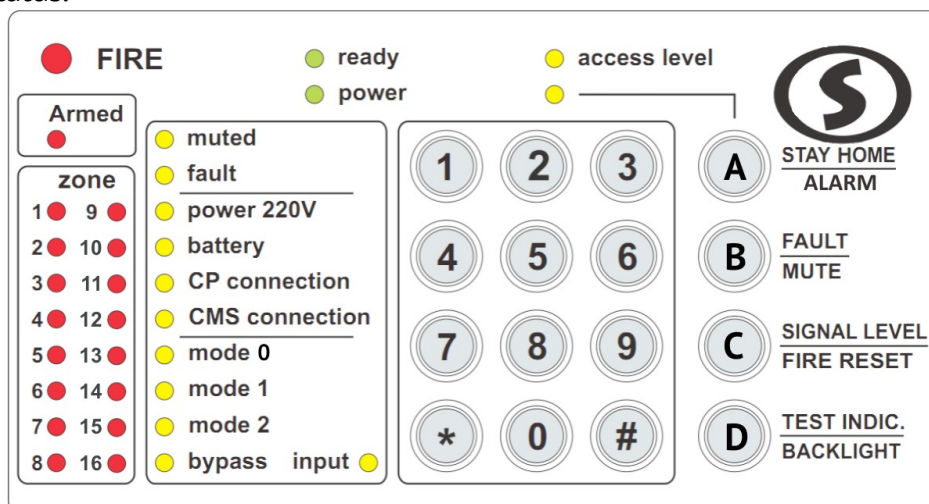 FIRE
ready
access level
power
S
Armed
muted
fault
zone
1 9
2 10
3 11
4 12
5 13
6 14
7 15
8 16
power 220V
battery
CP connection
CMS connection
mode 0
mode 1
mode 2
bypass input
1 2 3
4 5 6
7 8 9
* 0 #
A STAY HOME
ALARM
B FAULT
MUTE
C SIGNAL LEVEL
FIRE RESET
D TEST INDIC.
BACKLIGHT